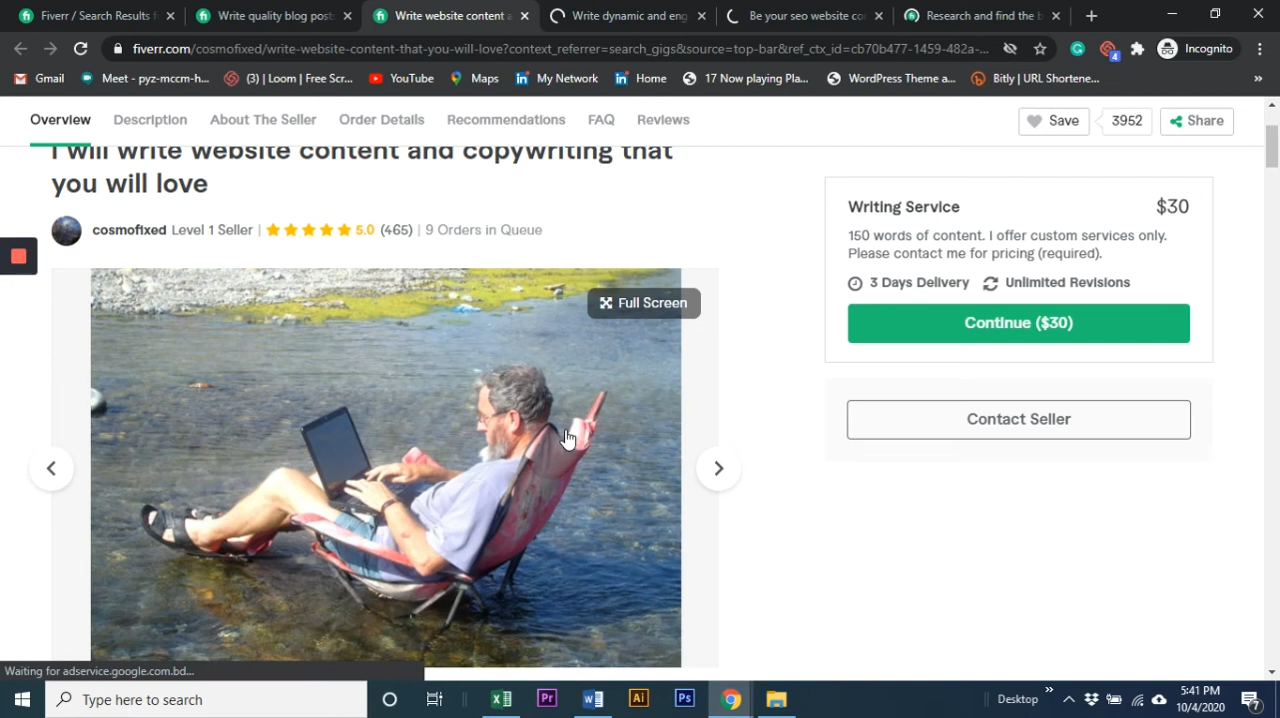 Fiverr / Search Results f
Write quality blog posts
Write website content a
Write dynamic and eng
Be your seo website co
Research and find the b
fiverr.com/cosmofixed/write-website-content-that-you-will-love?context_referrer=search_gigs&source=top-bar&ref_ctx_id=cb70b477-1459-482a-...
4
Incognito
Gmail
Meet - pyz-mccm-h...
(3) | Loom | Free Scr...
YouTube
Maps
My Network
Home
17 Now playing Pla...
WordPress Theme a...
Bitly | URL Shortene...
»
Overview
Description
About The Seller
Order Details
Recommendations
FAQ
Reviews
Save
3952
Share
I will write website content and copywriting that
you will love
cosmofixed Level 1 Seller | 5.0 (465) | 9 Orders in Queue
Full Screen
Writing Service $30
150 words of content. I offer custom services only.
Please contact me for pricing (required).
3 Days Delivery Unlimited Revisions
Continue ($30)
Contact Seller
Waiting for adservice.google.com.bd...
Type here to search
Pr
Ai
Ps
Desktop
»
5:41 PM
10/4/2020
7